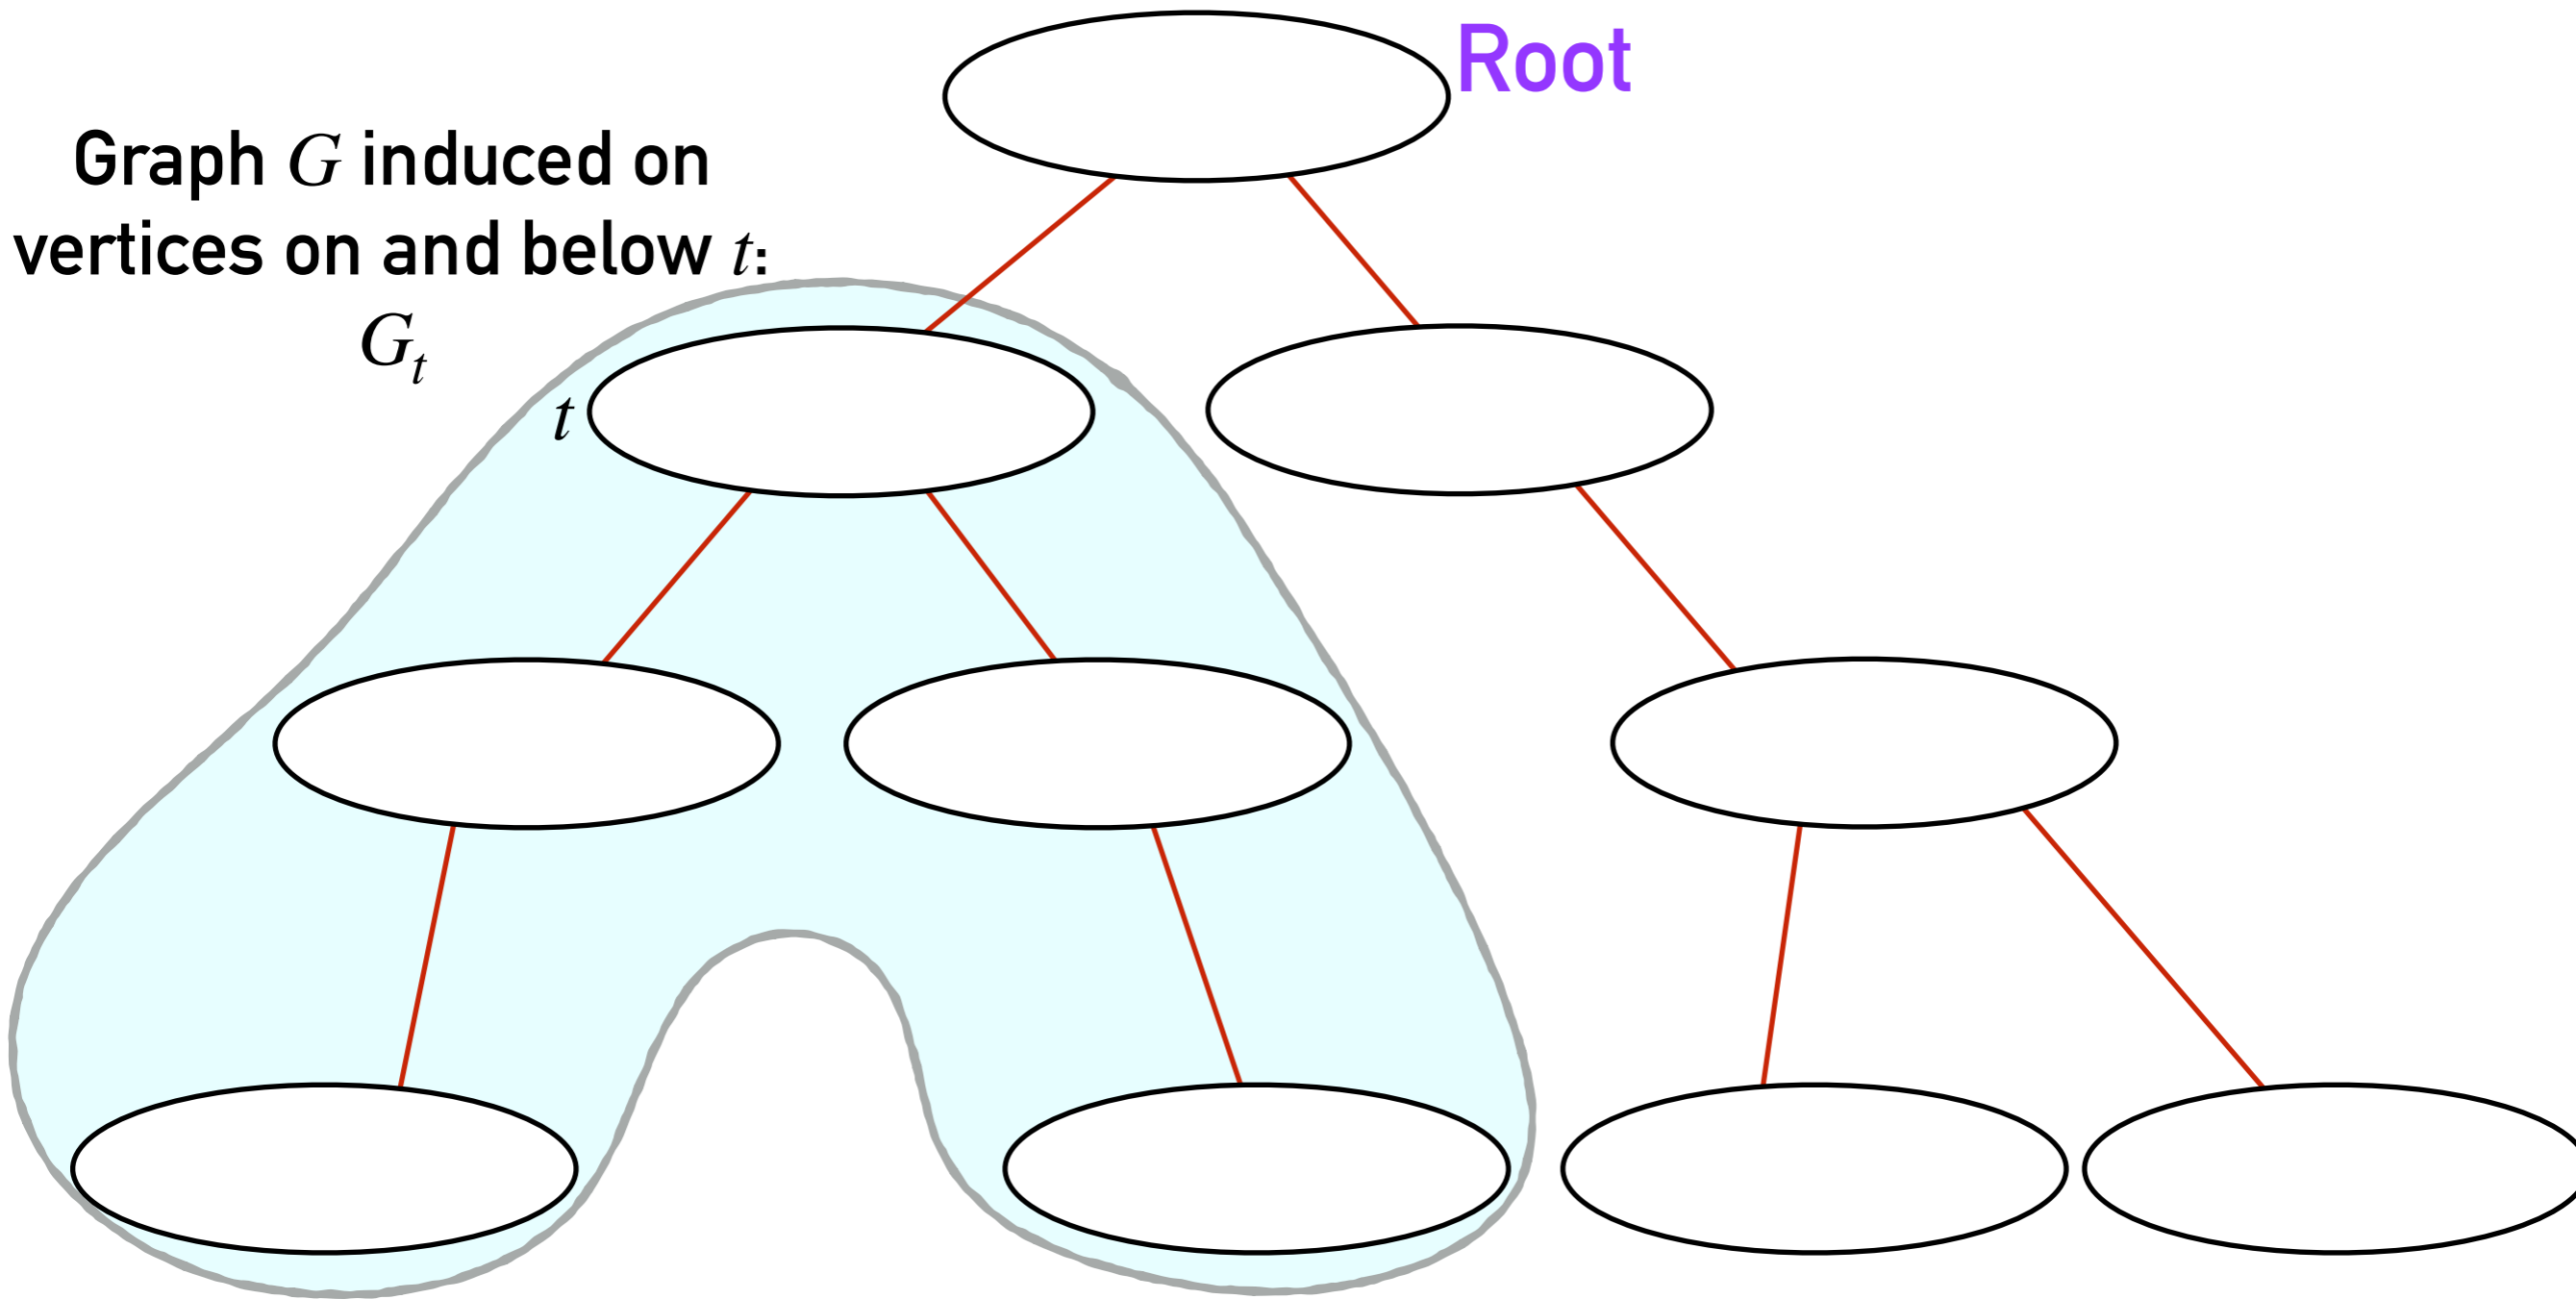 Root
Graph G induced on
vertices on and below t:
G_t
t